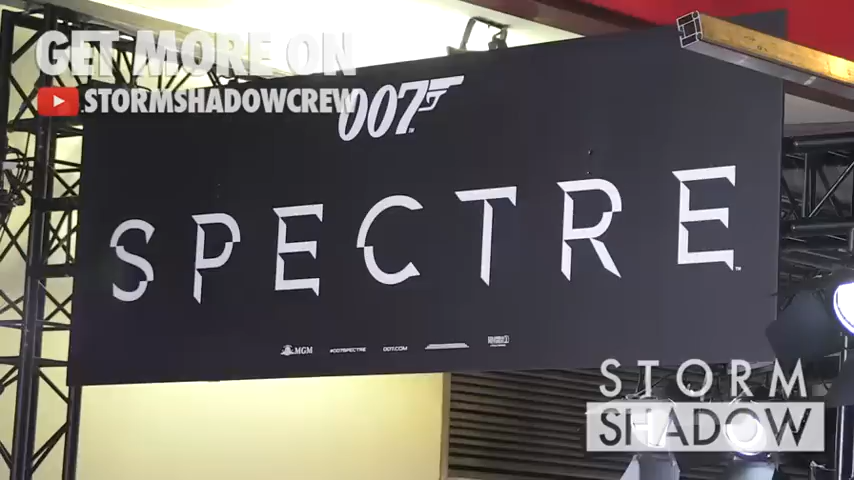 GET MORE ON
STORMSHADOWCREW
007
SPECTRE
MGM #007SPECTRE 007.COM
STORM
SHADOW